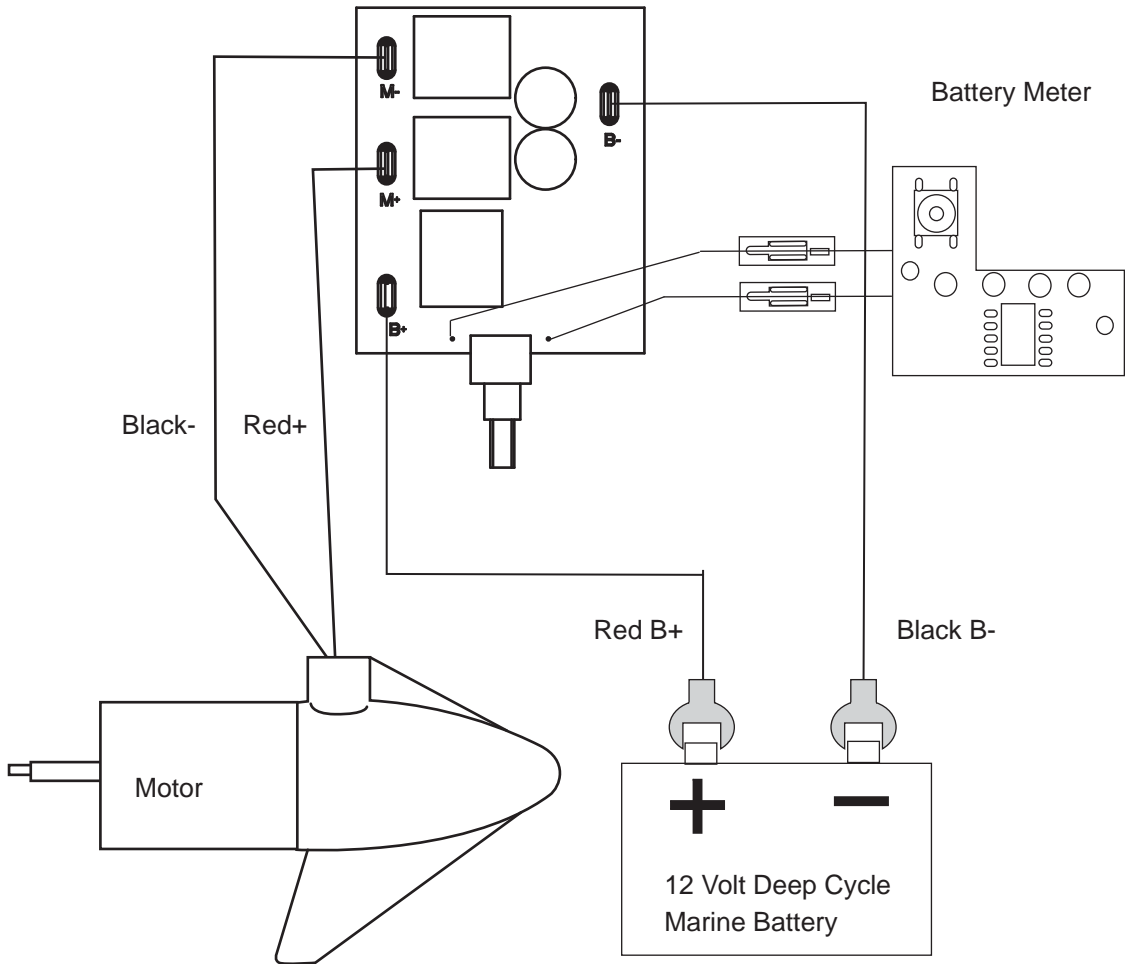 M-
B-
Battery Meter
M+
B+
Black-
Red+
Red B+
Black B-
Motor
12 Volt Deep Cycle
Marine Battery